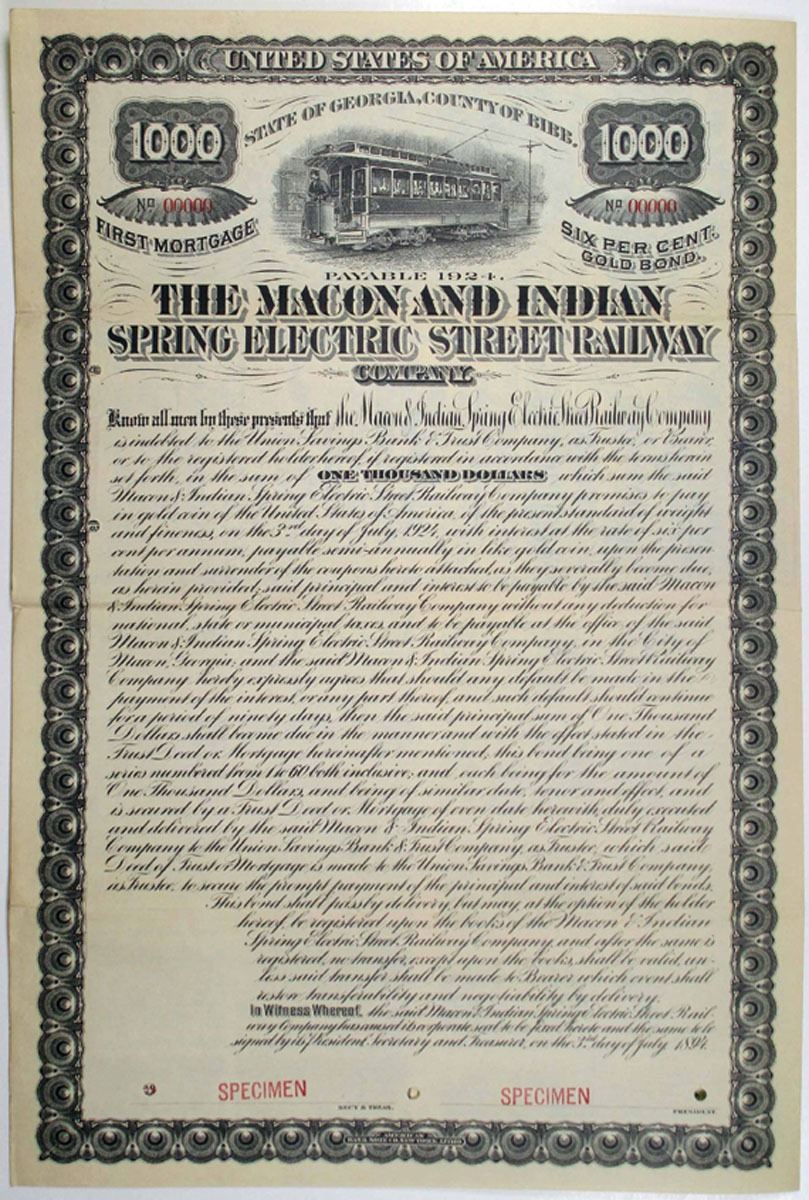 UNITED STATES OF AMERICA
STATE OF GEORGIA, COUNTY OF BIBB.
1000
1000
No 00000
No 00000
FIRST MORTGAGE
SIX PER CENT.
GOLD BOND.
PAYABLE 1924.
THE MACON AND INDIAN
SPRING ELECTRIC STREET RAILWAY
COMPANY.
Know all men by these presents that the Macon & Indian Spring Electric Street Railway Company
is indebted to the Union Savings Bank & Trust Company, as Trustee, or Bearer,
or to the registered holder hereof, if registered in accordance with the terms herein
set forth, in the sum of ONE THOUSAND DOLLARS which sum the said
Macon & Indian Spring Electric Street Railway Company promises to pay
in gold coin of the United States of America, of the present standard of weight
and fineness, on the 3rd day of July, 1924, with interest at the rate of six per
cent per annum, payable semi-annually in like gold coin, upon the presen-
tation and surrender of the coupons hereto attached, as they severally become due,
as herein provided; said principal and interest to be payable by the said Macon
& Indian Spring Electric Street Railway Company without any deduction for
national, state or municipal taxes, and to be payable at the office of the said
Macon & Indian Spring Electric Street Railway Company, in the City of
Macon, Georgia; and the said Macon & Indian Spring Electric Street Railway
Company hereby expressly agrees that should any default be made in the
payment of the interest, or any part thereof, and such default should continue
for a period of ninety days, then the said principal sum of One Thousand
Dollars shall become due in the manner and with the effect stated in the
Trust Deed or Mortgage hereinafter mentioned; this bond being one of a
series numbered from 1 to 60 both inclusive; and each being for the amount of
One Thousand Dollars, and being of similar date, tenor and effect, and
is secured by a Trust Deed or Mortgage of even date herewith, duly executed
and delivered by the said Macon & Indian Spring Electric Street Railway
Company to the Union Savings Bank & Trust Company, as Trustee, which said
Deed of Trust or Mortgage is made to the Union Savings Bank & Trust Company,
as Trustee, to secure the prompt payment of the principal and interest of said bonds.
This bond shall pass by delivery, but may, at the option of the holder
hereof, be registered upon the books of the Macon & Indian
Spring Electric Street Railway Company, and after the same is
registered, no transfer, except upon the books, shall be valid, un-
less said transfer shall be made to Bearer which event shall
restore transferability and negotiability by delivery.
In Witness Whereof, the said Macon & Indian Spring Electric Street Rail-
way Company has caused its corporate seal to be fixed hereto and the same to be
signed by its President, Secretary and Treasurer, on the 3rd day of July 1894.
SPECIMEN
SPECIMEN
SEC'Y & TREAS.
PRESIDENT
AMERICAN
BANK NOTE CO. NEW YORK. LITHO.